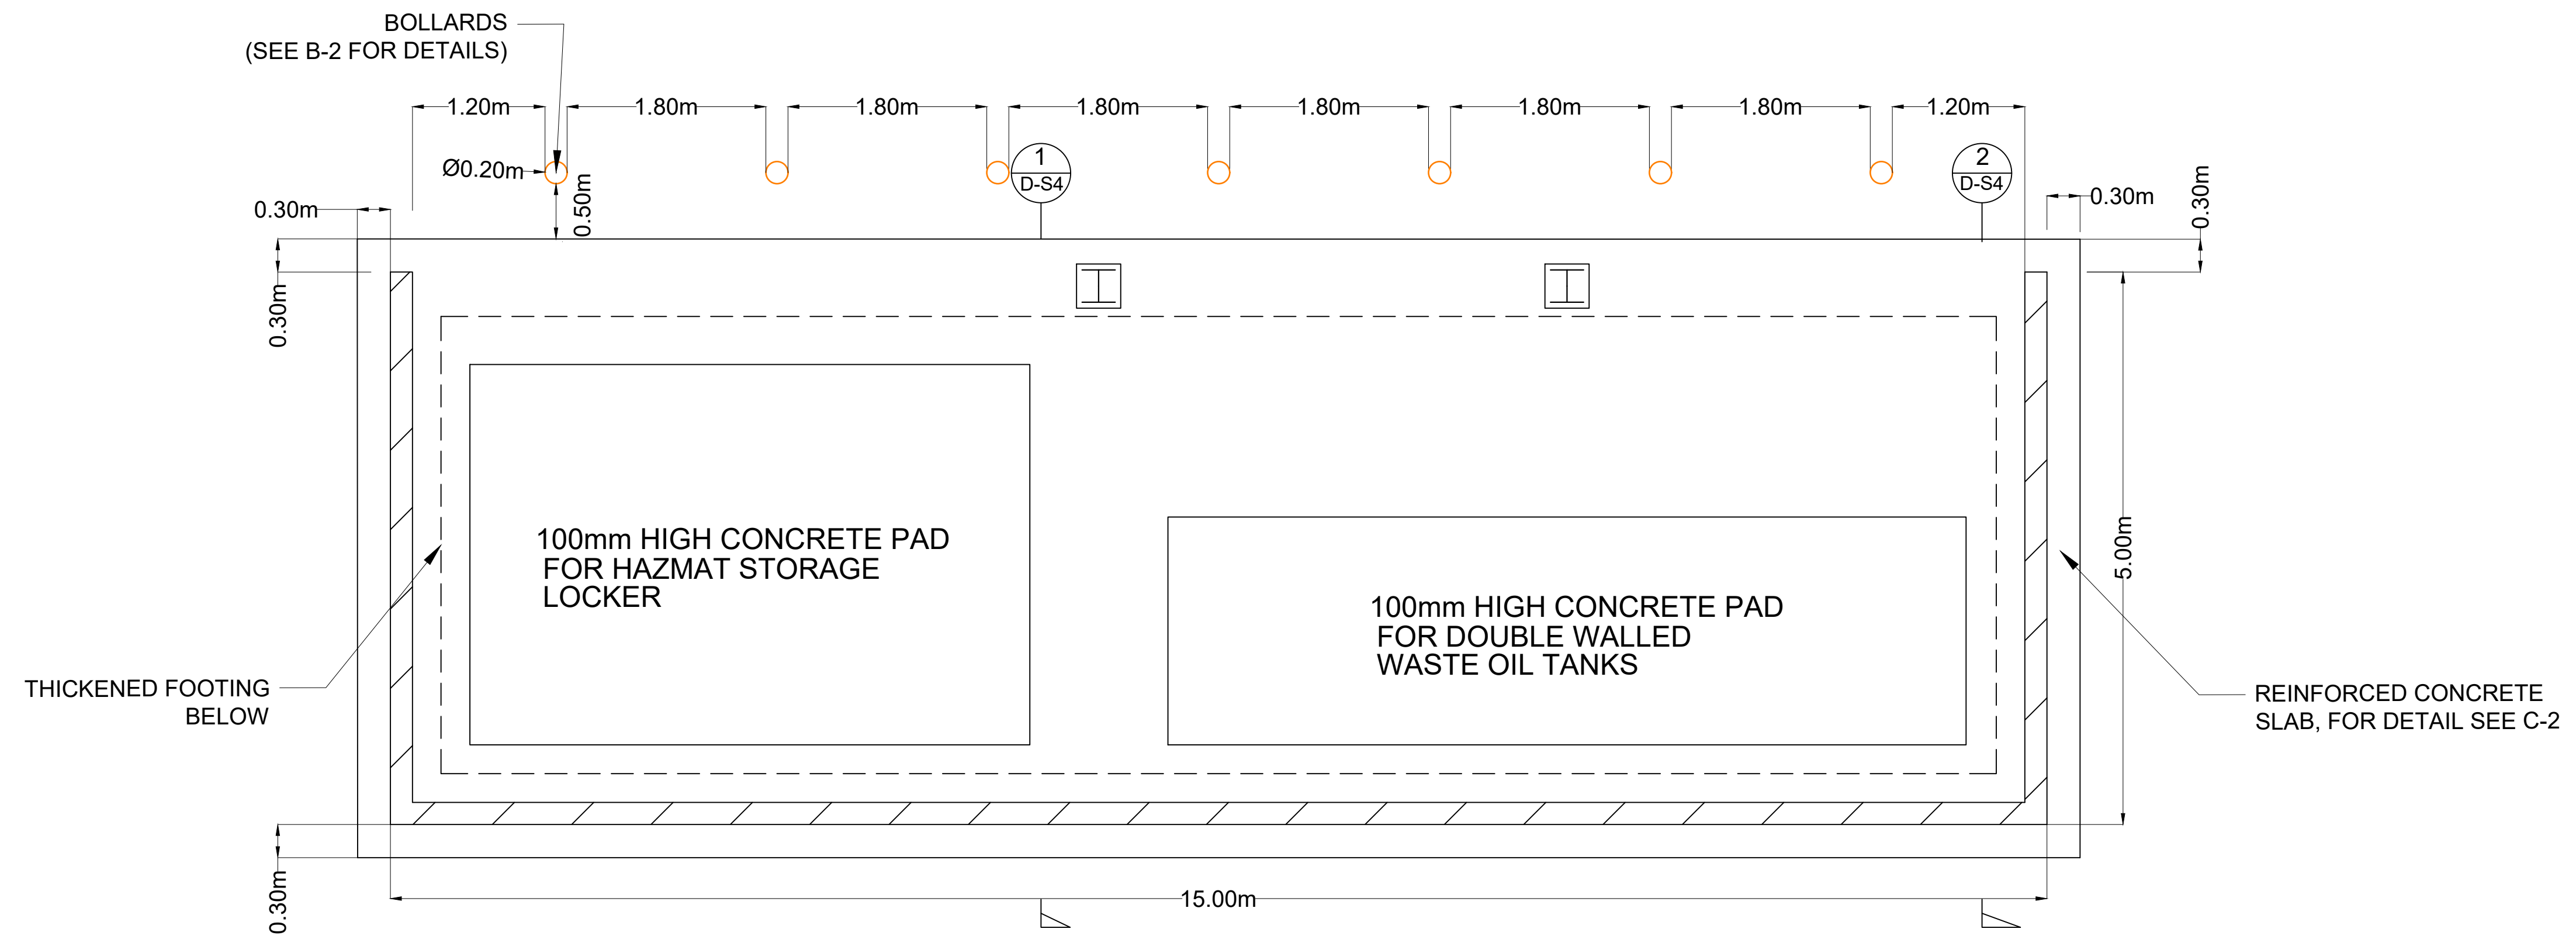 BOLLARDS
(SEE B-2 FOR DETAILS)
1.20m 1.80m 1.80m 1.80m 1.80m 1.80m 1.80m 1.20m
Ø0.20m
0.50m
1
D-S4
2
D-S4
0.30m
0.30m
0.30m
0.30m
100mm HIGH CONCRETE PAD
FOR HAZMAT STORAGE
LOCKER
100mm HIGH CONCRETE PAD
FOR DOUBLE WALLED
WASTE OIL TANKS
5.00m
THICKENED FOOTING
BELOW
REINFORCED CONCRETE
SLAB, FOR DETAIL SEE C-2
0.30m
15.00m